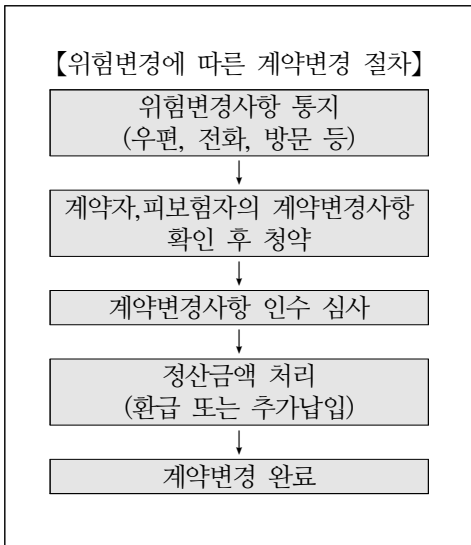 【위험변경에 따른 계약변경 절차】
위험변경사항 통지
(우편, 전화, 방문 등)
계약자,피보험자의 계약변경사항
확인 후 청약
계약변경사항 인수 심사
정산금액 처리
(환급 또는 추가납입)
계약변경 완료